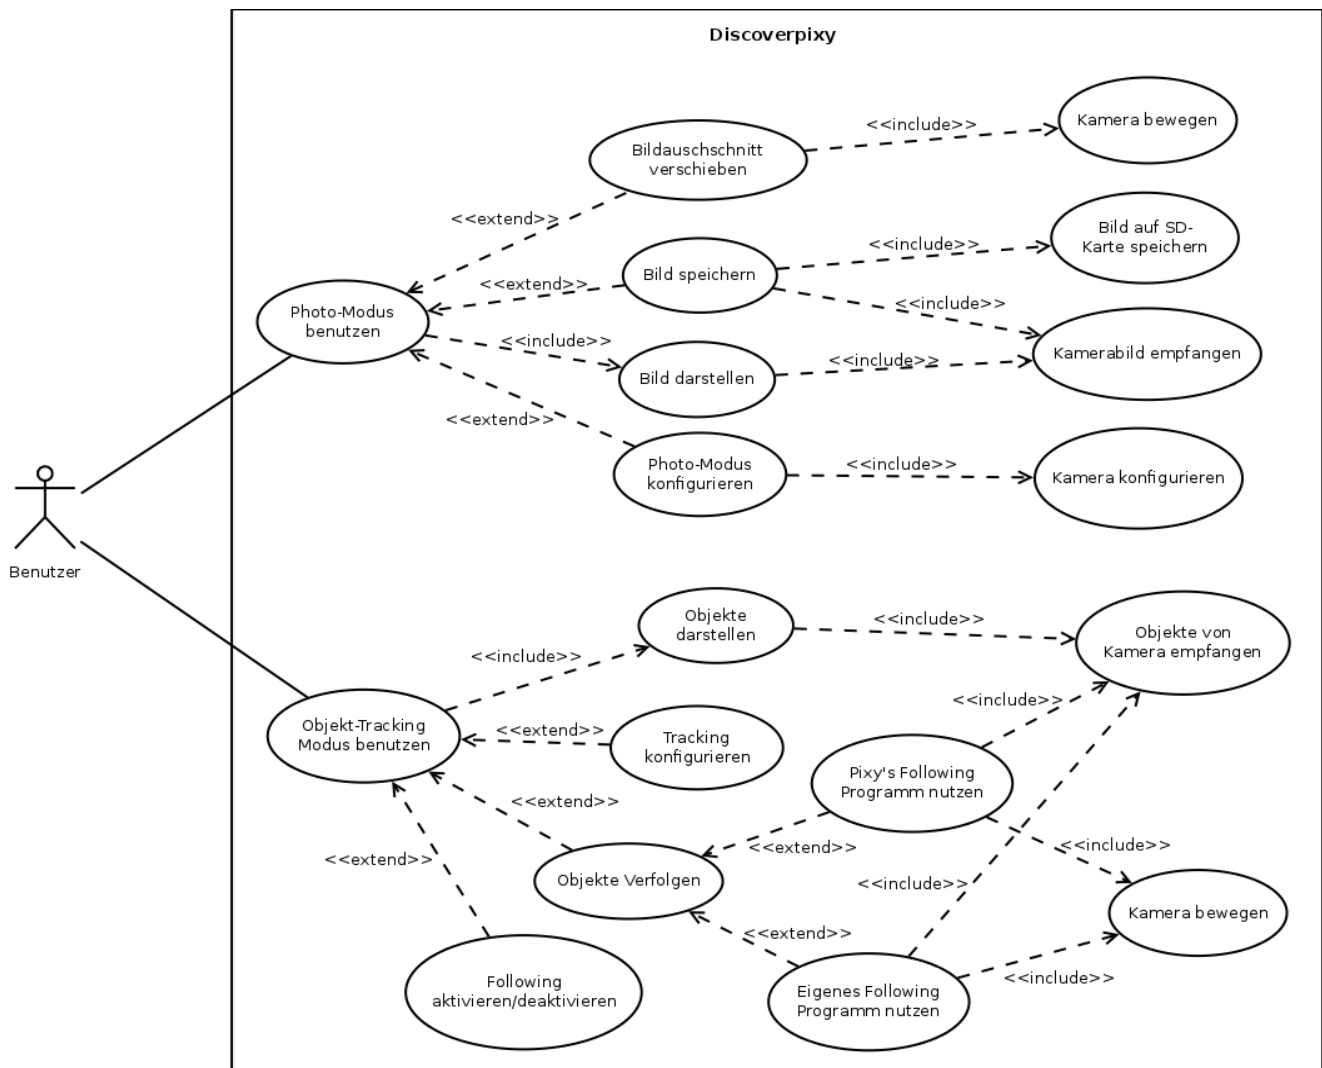 Discoverpixy
Kamera bewegen
<<include>>
Bildauschschnitt
verschieben
<<extend>>
Bild auf SD-
Karte speichern
<<include>>
Bild speichern
<<extend>>
<<include>>
Photo-Modus
benutzen
<<include>>
Kamerabild empfangen
<<include>>
Bild darstellen
<<extend>>
Photo-Modus
konfigurieren
<<include>>
Kamera konfigurieren
Benutzer
Objekte
darstellen
<<include>>
Objekte von
Kamera empfangen
<<include>>
<<include>>
Objekt-Tracking
Modus benutzen
<<extend>>
Tracking
konfigurieren
Pixy's Following
Programm nutzen
<<extend>>
<<extend>>
<<include>>
<<extend>>
Objekte Verfolgen
<<include>>
Kamera bewegen
<<extend>>
<<include>>
Following
aktivieren/deaktivieren
Eigenes Following
Programm nutzen